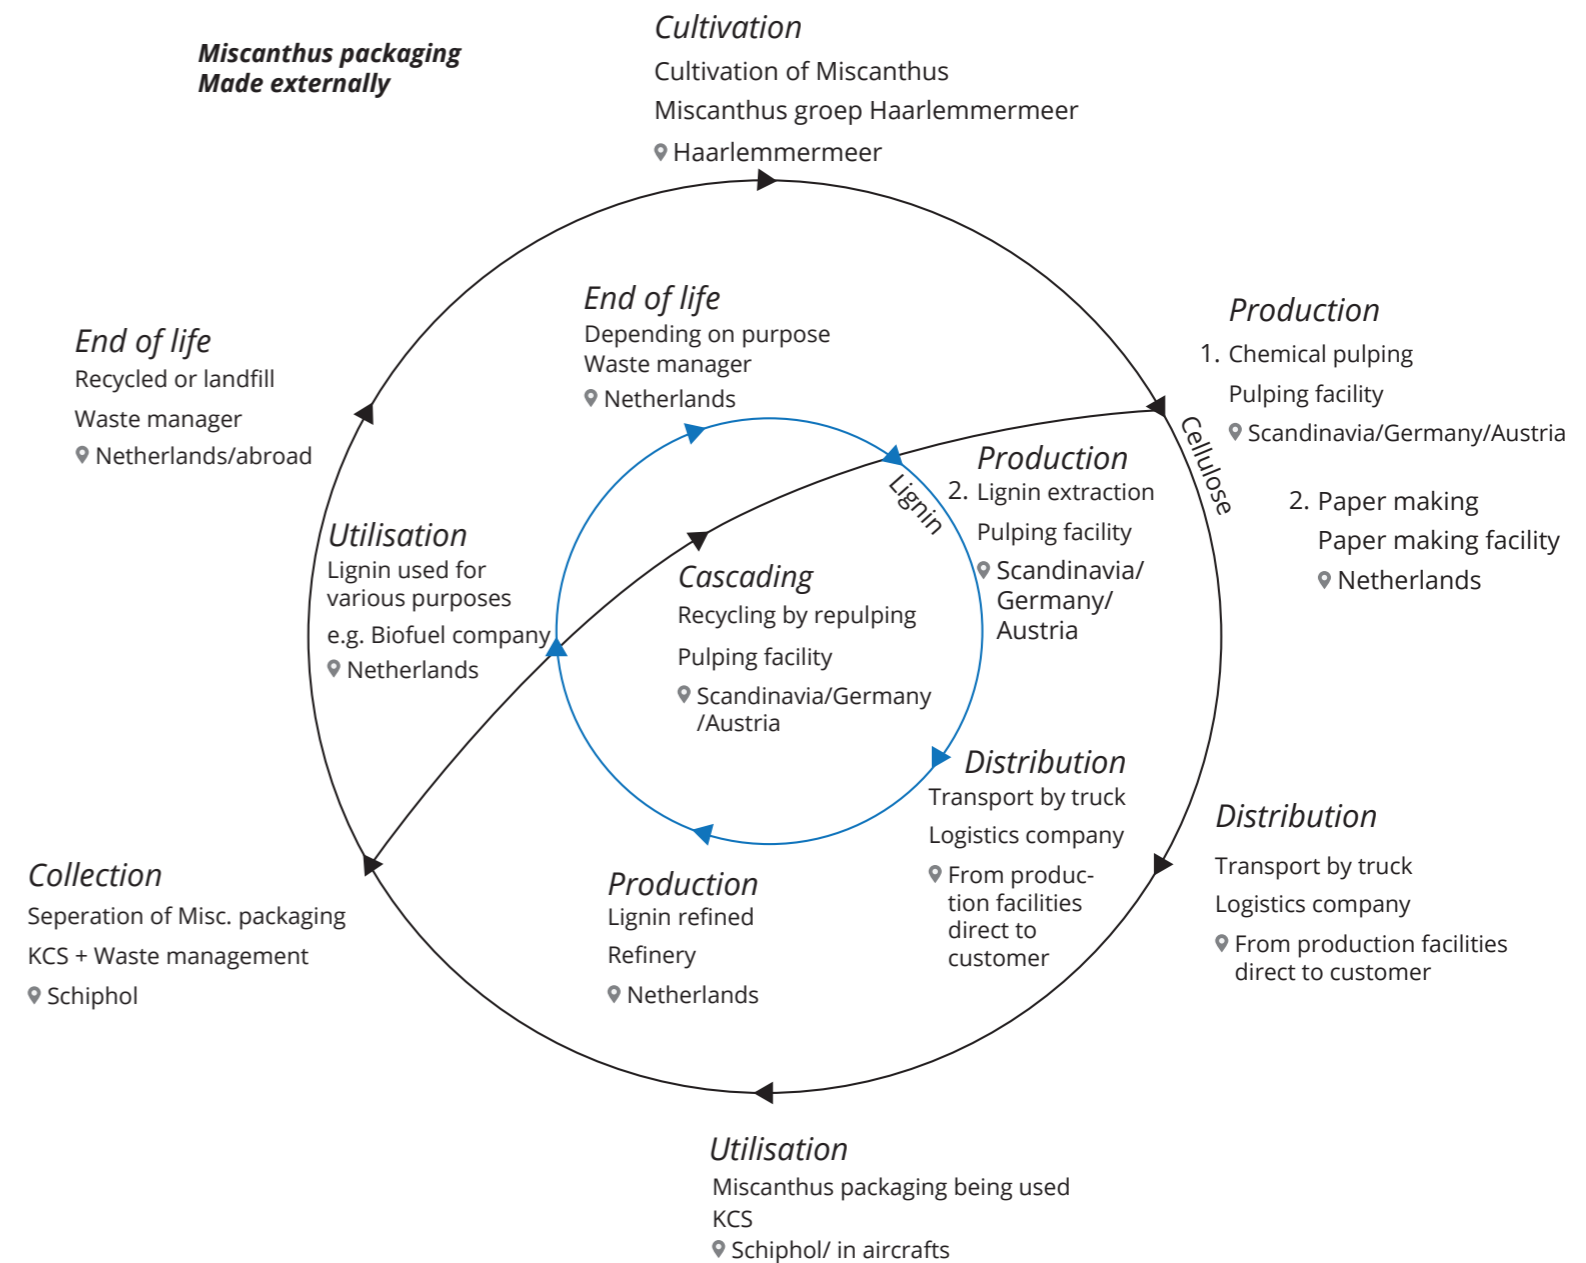 Miscanthus packaging
Made externally
Cultivation
Cultivation of Miscanthus
Miscanthus groep Haarlemmermeer
Haarlemmermeer
Production
1. Chemical pulping
Pulping facility
Scandinavia/Germany/Austria
2. Paper making
Paper making facility
Netherlands
Cellulose
Distribution
Transport by truck
Logistics company
From production facilities
direct to customer
Utilisation
Miscanthus packaging being used
KCS
Schiphol/ in aircrafts
Collection
Seperation of Misc. packaging
KCS + Waste management
Schiphol
End of life
Recycled or landfill
Waste manager
Netherlands/abroad
End of life
Depending on purpose
Waste manager
Netherlands
Lignin
Production
2. Lignin extraction
Pulping facility
Scandinavia/
Germany/
Austria
Distribution
Transport by truck
Logistics company
From produc-
tion facilities
direct to
customer
Production
Lignin refined
Refinery
Netherlands
Utilisation
Lignin used for
various purposes
e.g. Biofuel company
Netherlands
Cascading
Recycling by repulping
Pulping facility
Scandinavia/Germany
/Austria